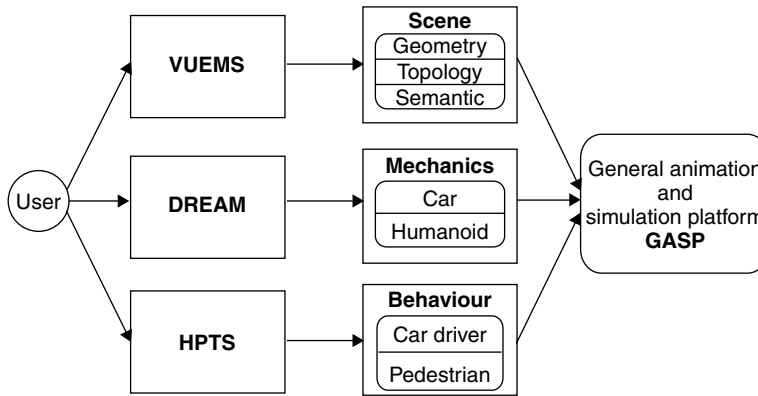 User
VUEMS
DREAM
HPTS
Scene
Geometry
Topology
Semantic
Mechanics
Car
Humanoid
Behaviour
Car driver
Pedestrian
General animation
and
simulation platform
GASP